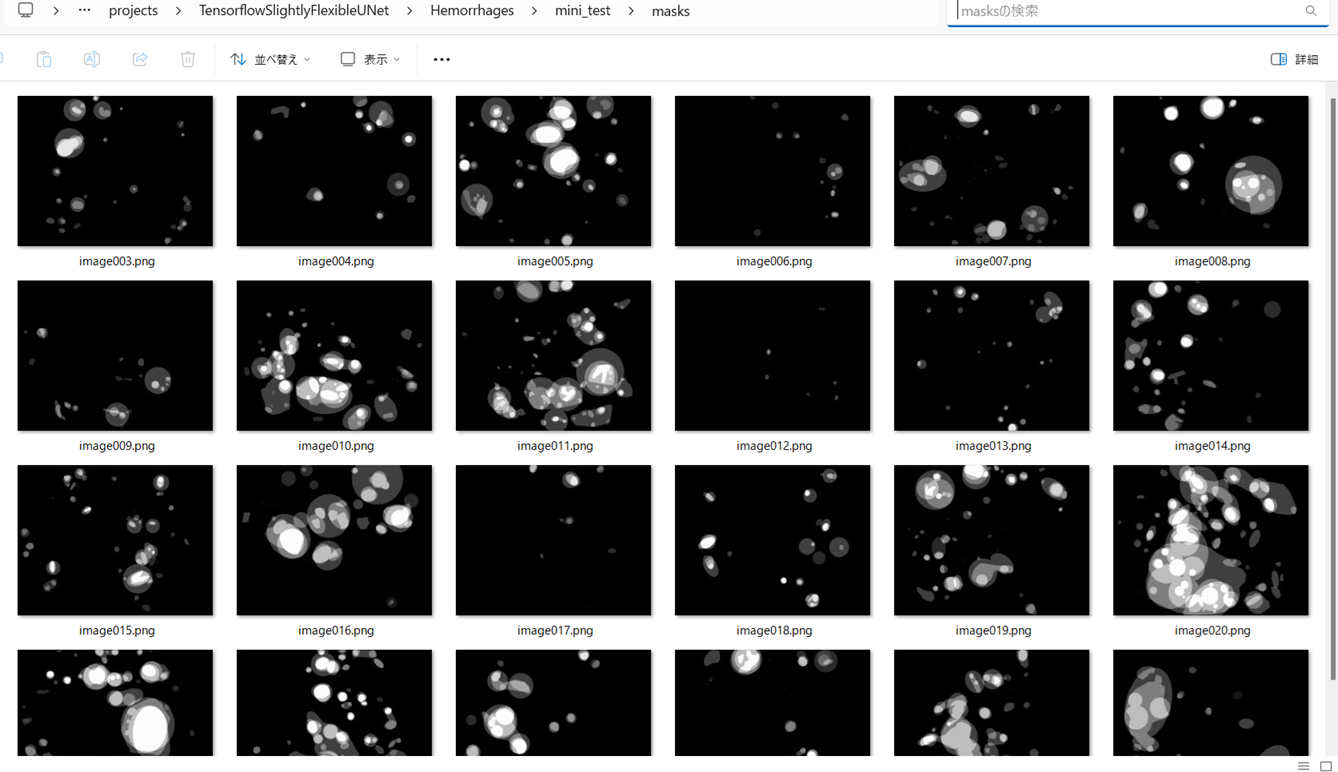 … projects > TensorflowSlightlyFlexibleUNet > Hemorrhages > mini_test > masks
masksの検索
並べ替え 表示 … 詳細
image003.png image004.png image005.png image006.png image007.png image008.png
image009.png image010.png image011.png image012.png image013.png image014.png
image015.png image016.png image017.png image018.png image019.png image020.png